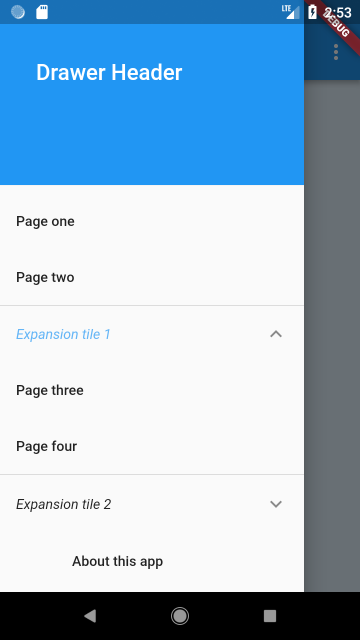 LTE 2:53
DEBUG
Drawer Header
Page one
Page two
Expansion tile 1
Page three
Page four
Expansion tile 2
About this app